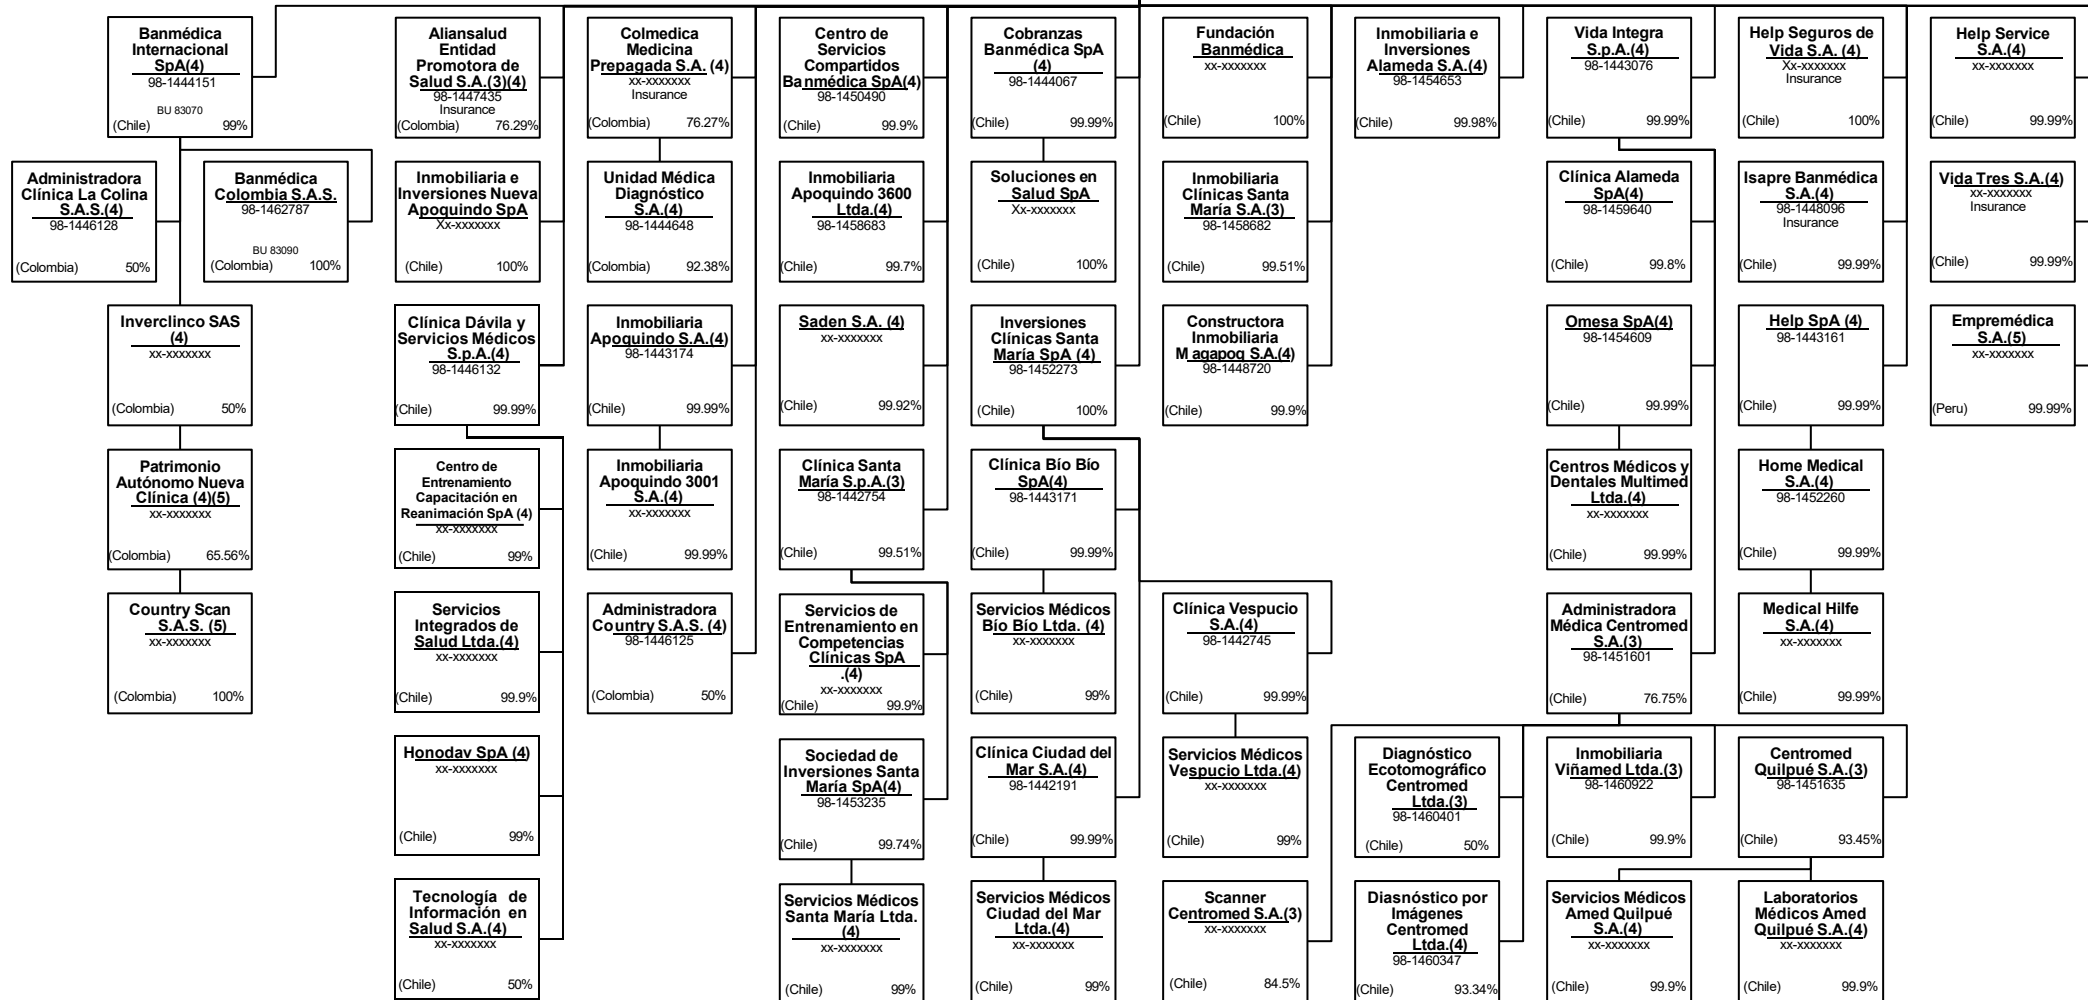 Banmédica
Internacional
SpA(4)
98-1444151
BU 83070
(Chile) 99%
Aliansalud
Entidad
Promotora de
Salud S.A.(3)(4)
98-1447435
Insurance
(Colombia) 76.29%
Colmedica
Medicina
Prepagada S.A. (4)
xx-xxxxxxx
Insurance
(Colombia) 76.27%
Centro de
Servicios
Compartidos
Banmédica SpA(4)
98-1450490
(Chile) 99.9%
Cobranzas
Banmédica SpA
(4)
98-1444067
(Chile) 99.99%
Fundación
Banmédica
xx-xxxxxxx
(Chile) 100%
Inmobiliaria e
Inversiones
Alameda S.A.(4)
98-1454653
(Chile) 99.98%
Vida Integra
S.p.A.(4)
98-1443076
(Chile) 99.99%
Help Seguros de
Vida S.A. (4)
Xx-xxxxxxx
Insurance
(Chile) 100%
Help Service
S.A.(4)
xx-xxxxxxx
(Chile) 99.99%
Administradora
Clínica La Colina
S.A.S.(4)
98-1446128
(Colombia) 50%
Banmédica
Colombia S.A.S.
98-1462787
BU 83090
(Colombia) 100%
Inmobiliaria e
Inversiones Nueva
Apoquindo SpA
Xx-xxxxxxx
(Chile) 100%
Unidad Médica
Diagnóstico
S.A.(4)
98-1444648
(Colombia) 92.38%
Inmobiliaria
Apoquindo 3600
Ltda.(4)
98-1458683
(Chile) 99.7%
Soluciones en
Salud SpA
Xx-xxxxxxx
(Chile) 100%
Inmobiliaria
Clínicas Santa
María S.A.(3)
98-1458682
(Chile) 99.51%
Clínica Alameda
SpA(4)
98-1459640
(Chile) 99.8%
Isapre Banmédica
S.A.(4)
98-1448096
Insurance
(Chile) 99.99%
Vida Tres S.A.(4)
xx-xxxxxxx
Insurance
(Chile) 99.99%
Inverclinco SAS
(4)
xx-xxxxxxx
(Colombia) 50%
Clínica Dávila y
Servicios Médicos
S.p.A.(4)
98-1446132
(Chile) 99.99%
Inmobiliaria
Apoquindo S.A.(4)
98-1443174
(Chile) 99.99%
Saden S.A. (4)
xx-xxxxxxx
(Chile) 99.92%
Inversiones
Clínicas Santa
María SpA (4)
98-1452273
(Chile) 100%
Constructora
Inmobiliaria
Magapoq S.A.(4)
98-1448720
(Chile) 99.9%
Omesa SpA(4)
98-1454609
(Chile) 99.99%
Help SpA (4)
98-1443161
(Chile) 99.99%
Empremédica
S.A.(5)
xx-xxxxxxx
(Peru) 99.99%
Patrimonio
Autónomo Nueva
Clínica (4)(5)
xx-xxxxxxx
(Colombia) 65.56%
Centro de
Entrenamiento
Capacitación en
Reanimación SpA (4)
xx-xxxxxxx
(Chile) 99%
Inmobiliaria
Apoquindo 3001
S.A.(4)
xx-xxxxxxx
(Chile) 99.99%
Clínica Santa
María S.p.A.(3)
98-1442754
(Chile) 99.51%
Clínica Bío Bío
SpA(4)
98-1443171
(Chile) 99.99%
Centros Médicos y
Dentales Multimed
Ltda.(4)
xx-xxxxxxx
(Chile) 99.99%
Home Medical
S.A.(4)
98-1452260
(Chile) 99.99%
Country Scan
S.A.S. (5)
xx-xxxxxxx
(Colombia) 100%
Servicios
Integrados de
Salud Ltda.(4)
xx-xxxxxxx
(Chile) 99.9%
Administradora
Country S.A.S. (4)
98-1446125
(Colombia) 50%
Servicios de
Entrenamiento en
Competencias
Clínicas SpA
.(4)
xx-xxxxxxx
(Chile) 99.9%
Servicios Médicos
Bío Bío Ltda. (4)
xx-xxxxxxx
(Chile) 99%
Clínica Vespucio
S.A.(4)
98-1442745
(Chile) 99.99%
Administradora
Médica Centromed
S.A.(3)
98-1451601
(Chile) 76.75%
Medical Hilfe
S.A.(4)
xx-xxxxxxx
(Chile) 99.99%
Honodav SpA (4)
xx-xxxxxxx
(Chile) 99%
Sociedad de
Inversiones Santa
María SpA(4)
98-1453235
(Chile) 99.74%
Clínica Ciudad del
Mar S.A.(4)
98-1442191
(Chile) 99.99%
Servicios Médicos
Vespucio Ltda.(4)
xx-xxxxxxx
(Chile) 99%
Diagnóstico
Ecotomográfico
Centromed
Ltda.(3)
98-1460401
(Chile) 50%
Inmobiliaria
Viñamed Ltda.(3)
98-1460922
(Chile) 99.9%
Centromed
Quilpué S.A.(3)
98-1451635
(Chile) 93.45%
Tecnología de
Información en
Salud S.A.(4)
xx-xxxxxxx
(Chile) 50%
Servicios Médicos
Santa María Ltda.
(4)
xx-xxxxxxx
(Chile) 99%
Servicios Médicos
Ciudad del Mar
Ltda.(4)
xx-xxxxxxx
(Chile) 99%
Scanner
Centromed S.A.(3)
xx-xxxxxxx
(Chile) 84.5%
Diasnóstico por
Imágenes
Centromed
Ltda.(4)
98-1460347
(Chile) 93.34%
Servicios Médicos
Amed Quilpué
S.A.(4)
xx-xxxxxxx
(Chile) 99.9%
Laboratorios
Médicos Amed
Quilpué S.A.(4)
xx-xxxxxxx
(Chile) 99.9%